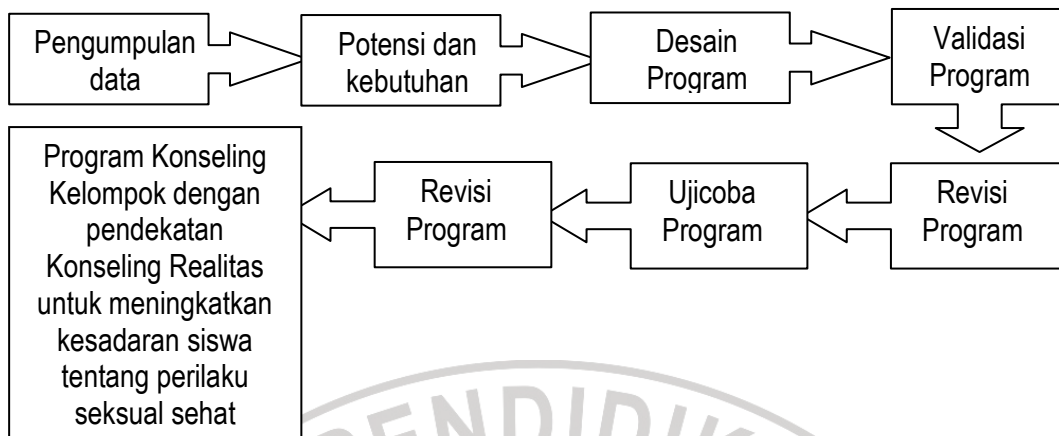 Pengumpulan
data
Potensi dan
kebutuhan
Desain
Program
Validasi
Program
Revisi
Program
Ujicoba
Program
Revisi
Program
Program Konseling
Kelompok dengan
pendekatan
Konseling Realitas
untuk meningkatkan
kesadaran siswa
tentang perilaku
seksual sehat